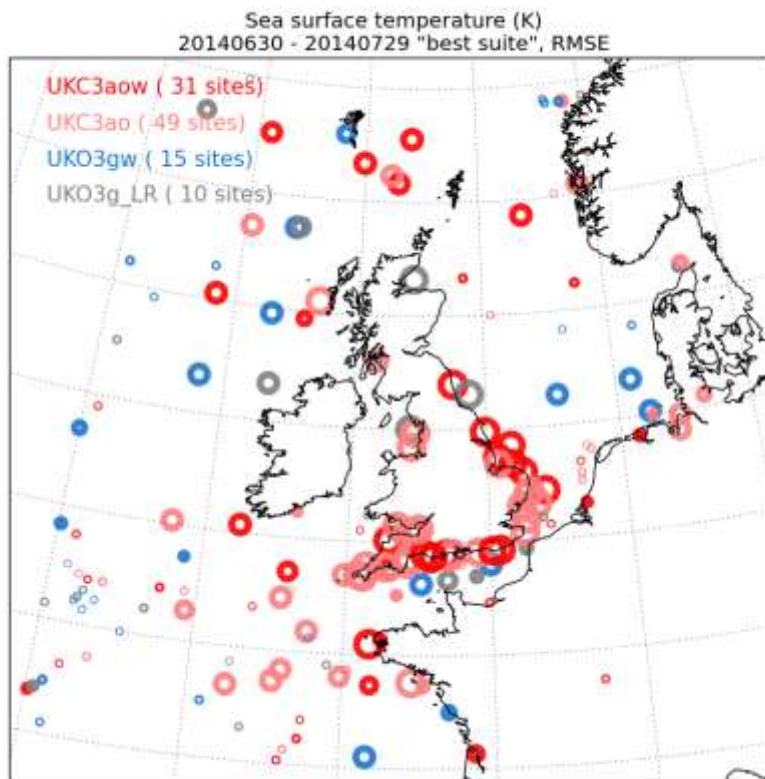 Sea surface temperature (K)
20140630 - 20140729 "best suite", RMSE
UKC3aow ( 31 sites)
UKC3ao ( 49 sites)
UKO3gw ( 15 sites)
UKO3g_LR ( 10 sites)